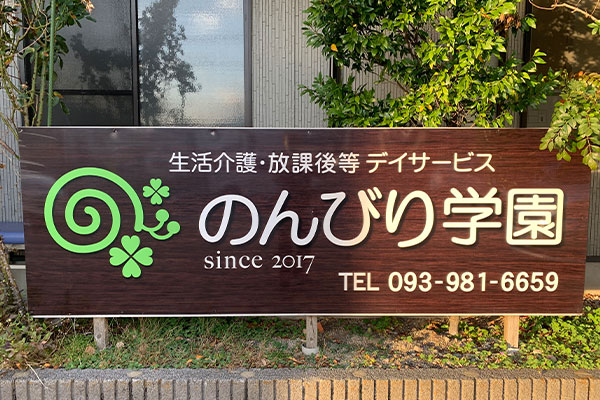 生活介護・放課後等 デイサービス
のんびり学園
since 2017
TEL 093-981-6659